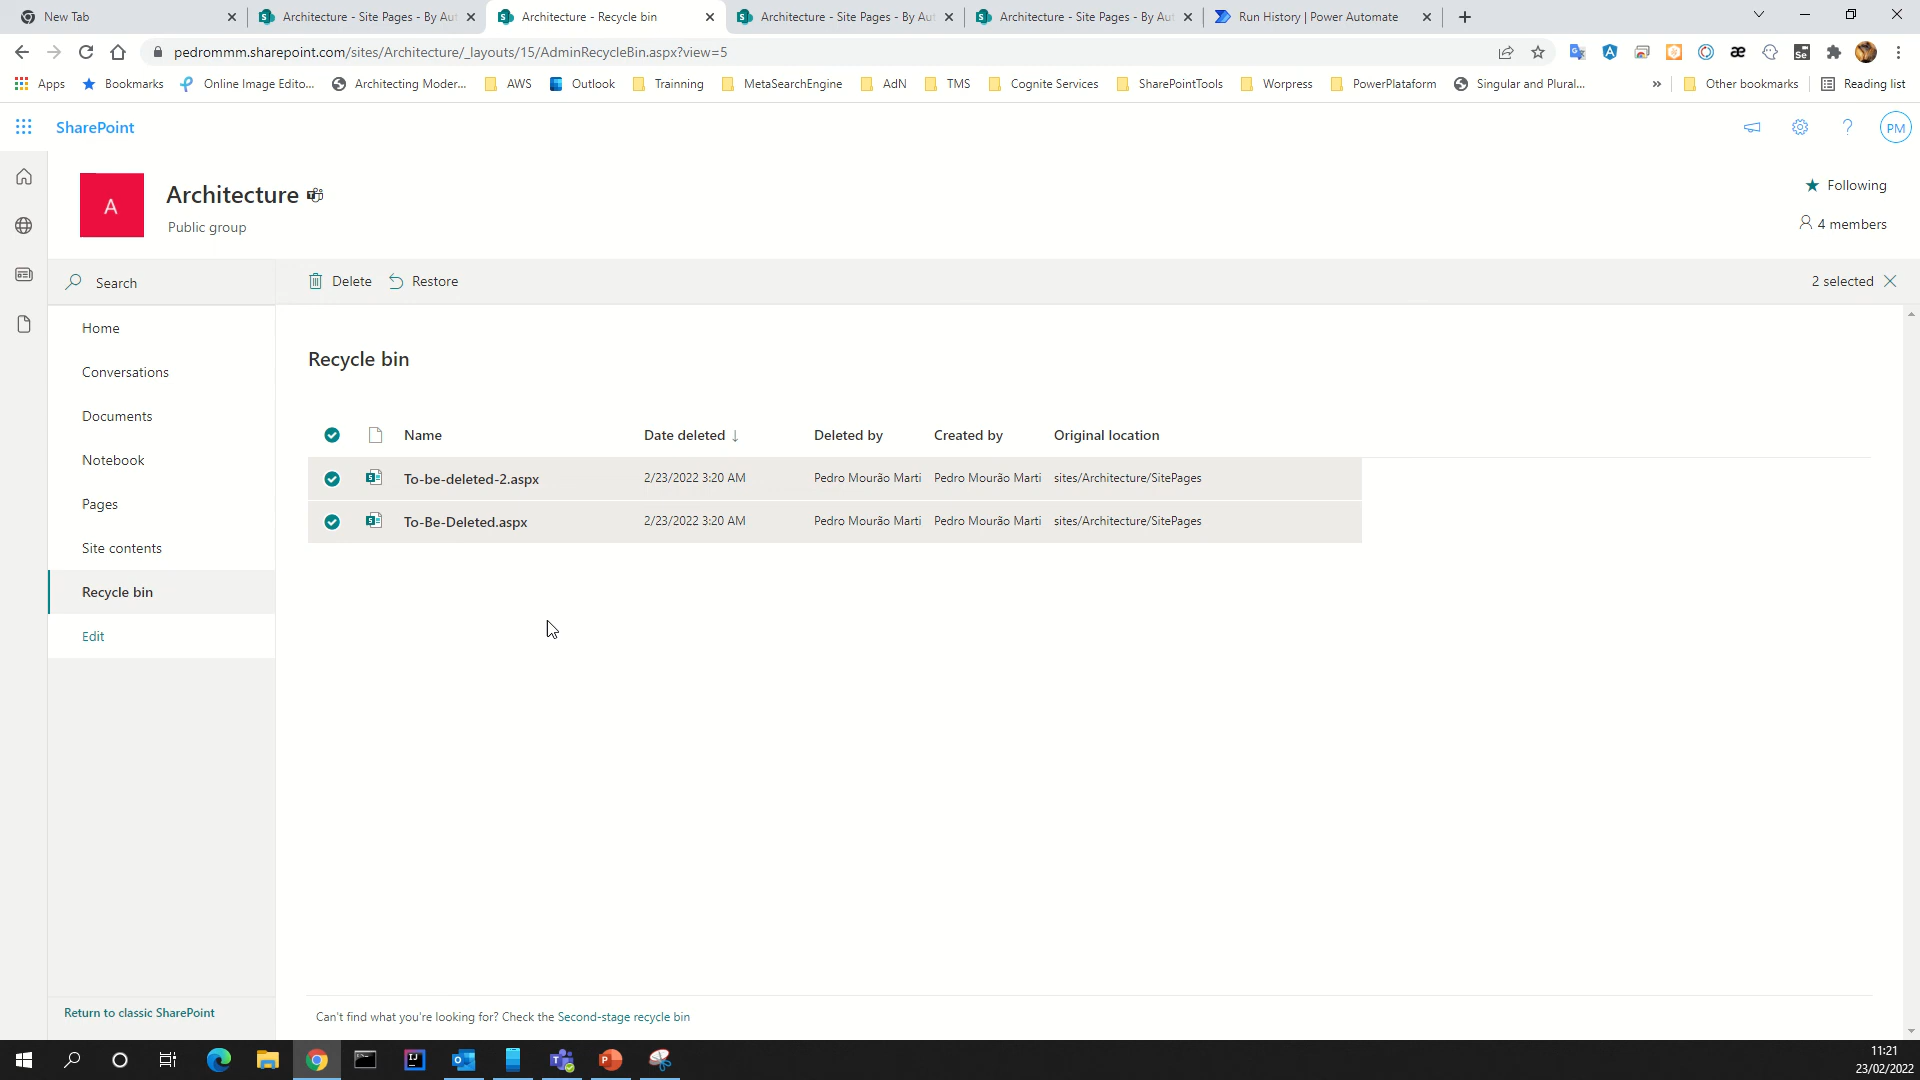 New Tab
Architecture - Site Pages - By Aut
Architecture - Recycle bin
Architecture - Site Pages - By Aut
Architecture - Site Pages - By Aut
Run History | Power Automate
pedrommm.sharepoint.com/sites/Architecture/_layouts/15/AdminRecycleBin.aspx?view=5
Apps
Bookmarks
Online Image Edito...
Architecting Moder...
AWS
Outlook
Trainning
MetaSearchEngine
AdN
TMS
Cognite Services
SharePointTools
Worpress
PowerPlataform
Singular and Plural...
»
Other bookmarks
Reading list
SharePoint
PM
A
Architecture
Public group
Following
4 members
Search
Delete
Restore
2 selected
Home
Conversations
Documents
Notebook
Pages
Site contents
Recycle bin
Edit
Return to classic SharePoint
Recycle bin
Name
Date deleted ↓
Deleted by
Created by
Original location
To-be-deleted-2.aspx
2/23/2022 3:20 AM
Pedro Mourão Marti
Pedro Mourão Marti
sites/Architecture/SitePages
To-Be-Deleted.aspx
2/23/2022 3:20 AM
Pedro Mourão Marti
Pedro Mourão Marti
sites/Architecture/SitePages
Can't find what you're looking for? Check the Second-stage recycle bin
11:21
23/02/2022